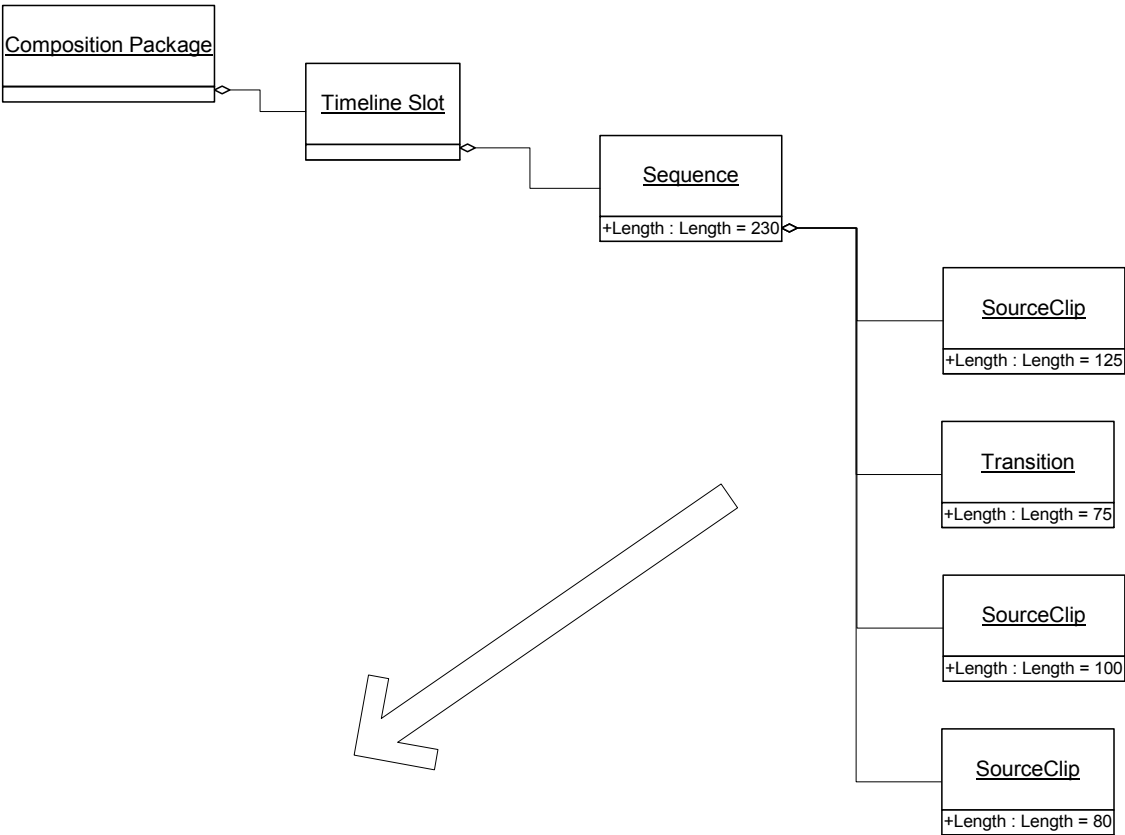 Composition Package
Timeline Slot
Sequence
+Length : Length = 230
SourceClip
+Length : Length = 125
Transition
+Length : Length = 75
SourceClip
+Length : Length = 100
SourceClip
+Length : Length = 80